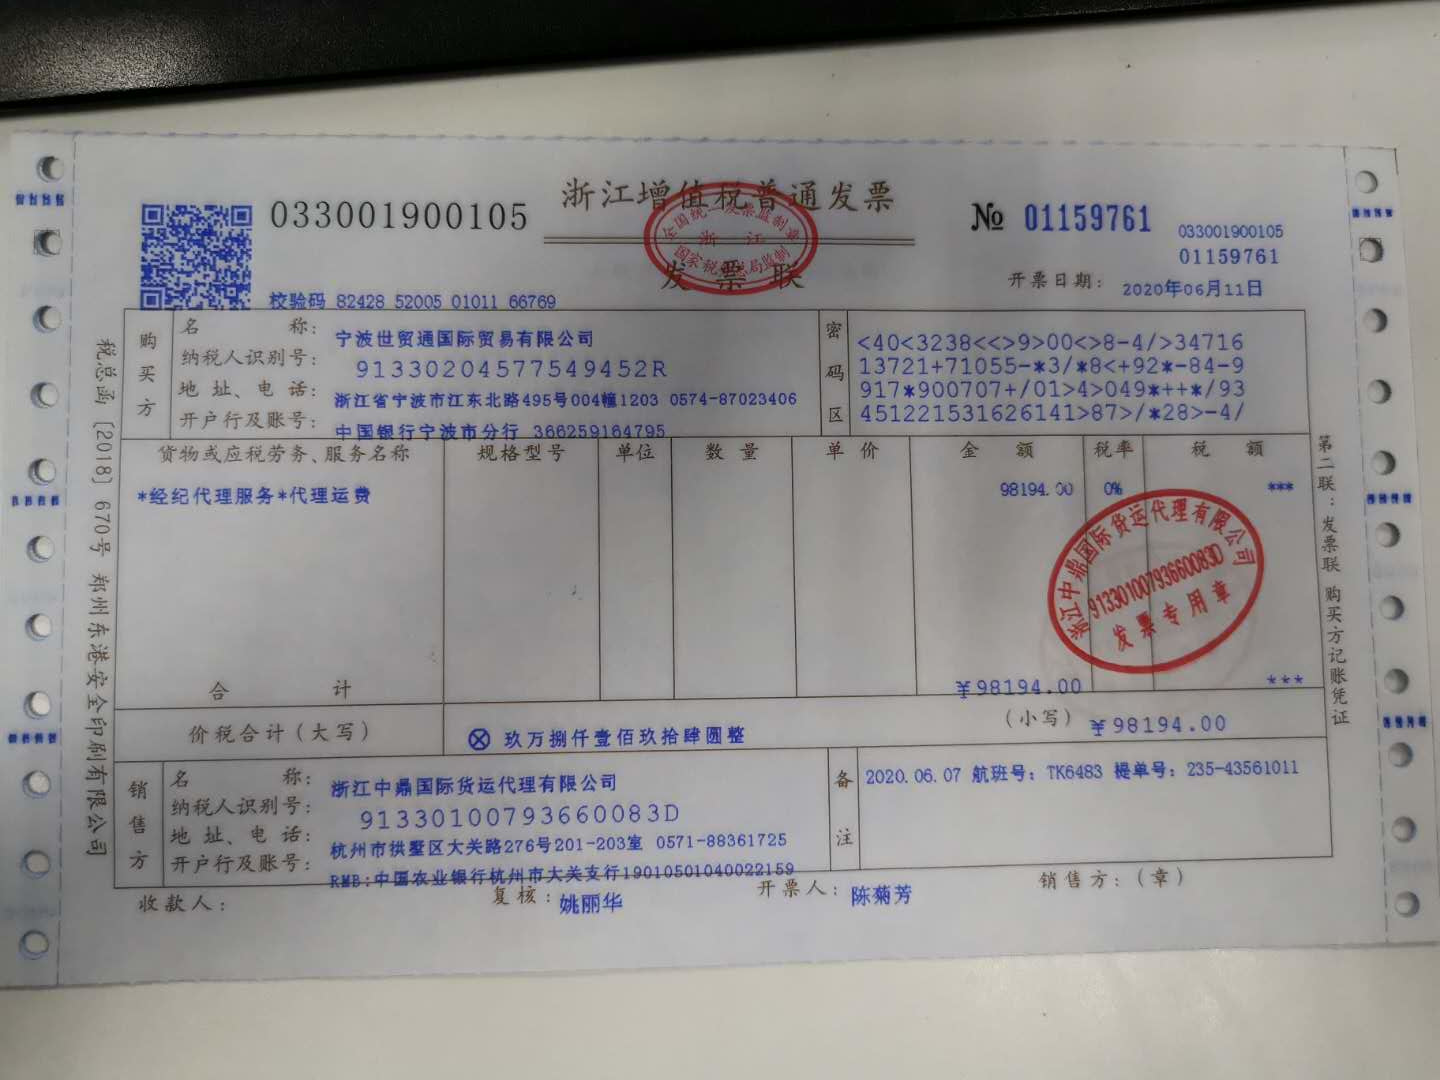 浙江增值税普通发票
033001900105
№ 01159761
033001900105
01159761
全国统一发票监制章
浙江
国家税务总局监制
发票联
校验码 82428 52005 01011 66769
开票日期： 2020年06月11日
购买方
名称： 宁波世贸通国际贸易有限公司
纳税人识别号： 91330204577549452R
地址、电话： 浙江省宁波市江东北路495号004幢1203 0574-87023406
开户行及账号： 中国银行宁波市分行 366259164795
密码区
<40<3238<<>9>00<>8-4/>34716
13721+71055-*3/*8<+92*-84-9
917*900707+/01>4>049*++*/93
451221531626141>87>/*28>-4/
货物或应税劳务、服务名称 规格型号 单位 数量 单价 金额 税率 税额
*经纪代理服务*代理运费 98194.00 0% ***
浙江中鼎国际货运代理有限公司
91330100793660083D
发票专用章
合计 ￥98194.00 ***
价税合计（大写） ⊗ 玖万捌仟壹佰玖拾肆圆整 （小写） ￥98194.00
销售方
名称： 浙江中鼎国际货运代理有限公司
纳税人识别号： 91330100793660083D
地址、电话： 杭州市拱墅区大关路276号201-203室 0571-88361725
开户行及账号： RMB:中国农业银行杭州市大关支行19010501040022159
备注
2020.06.07 航班号：TK6483 提单号：235-43561011
收款人： 复核：姚丽华 开票人：陈菊芳 销售方：（章）
税总函〔2018〕670号 郑州东港安全印刷有限公司
第二联：发票联 购买方记账凭证